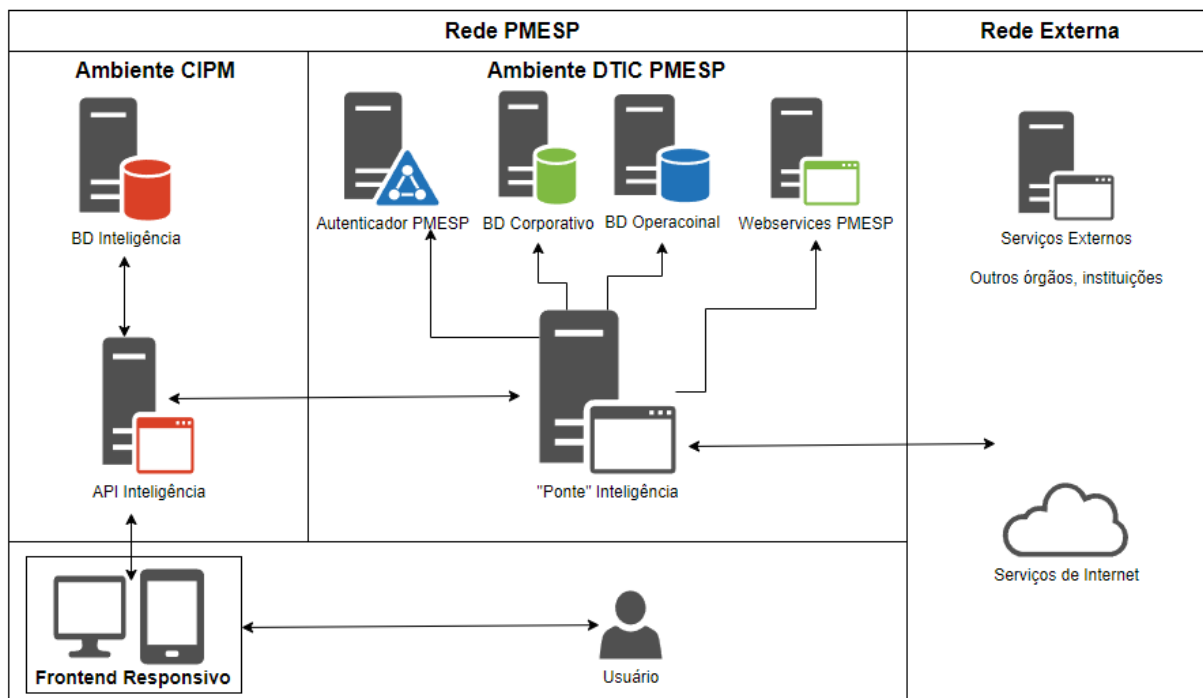 Rede PMESP
Rede Externa
Ambiente CIPM
Ambiente DTIC PMESP
BD Inteligência
Autenticador PMESP
BD Corporativo
BD Operacoinal
Webservices PMESP
Serviços Externos
Outros órgãos, instituições
API Inteligência
"Ponte" Inteligência
Serviços de Internet
Frontend Responsivo
Usuário